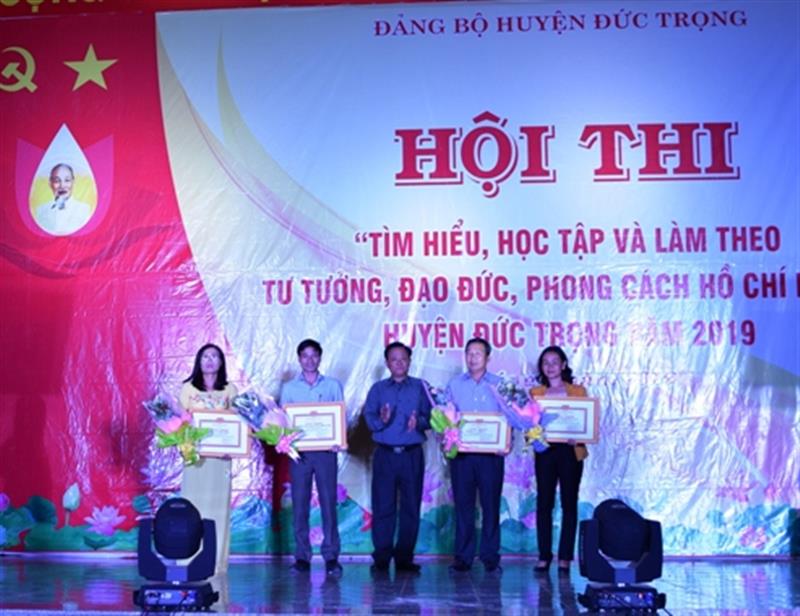 ĐẢNG BỘ HUYỆN ĐỨC TRỌNG
HỘI THI
“TÌM HIỂU, HỌC TẬP VÀ LÀM THEO
TƯ TƯỞNG, ĐẠO ĐỨC, PHONG CÁCH HỒ CHÍ
HUYỆN ĐỨC TRỌNG NĂM 2019